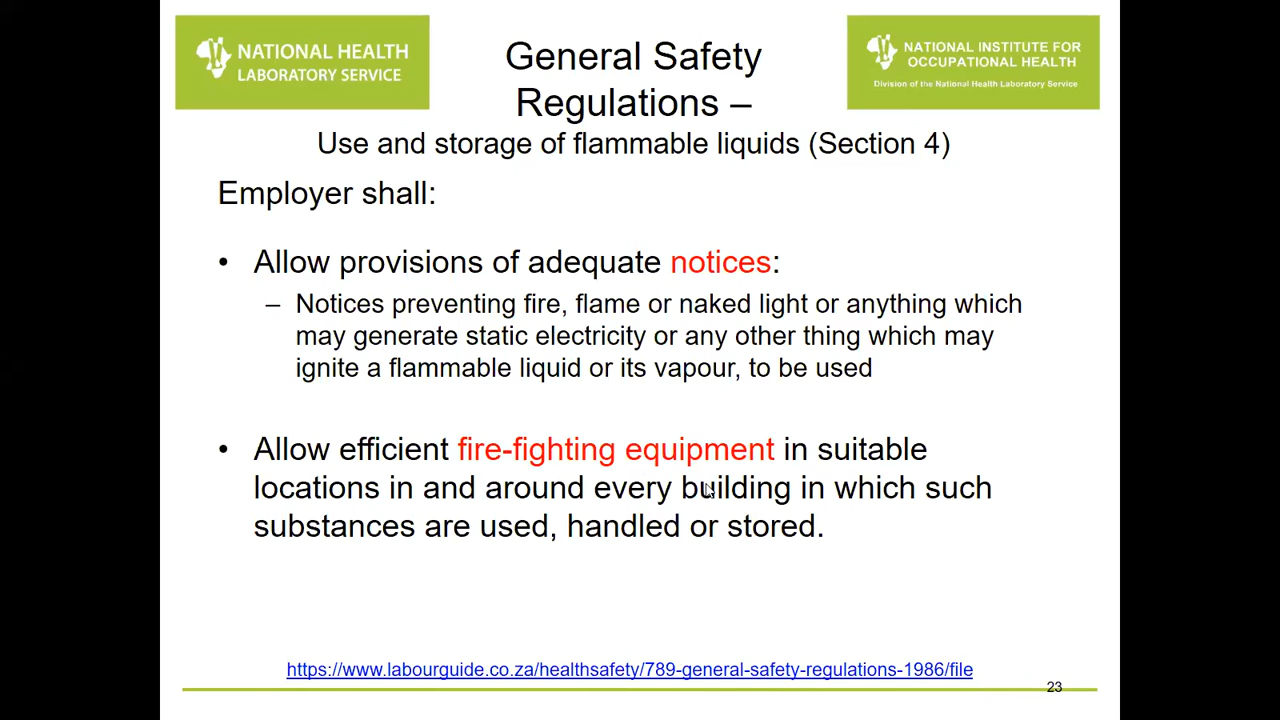 NATIONAL HEALTH
LABORATORY SERVICE
General Safety
Regulations –
NATIONAL INSTITUTE FOR
OCCUPATIONAL HEALTH
Division of the National Health Laboratory Service
Use and storage of flammable liquids (Section 4)
Employer shall:
• Allow provisions of adequate notices:
– Notices preventing fire, flame or naked light or anything which
may generate static electricity or any other thing which may
ignite a flammable liquid or its vapour, to be used
• Allow efficient fire-fighting equipment in suitable
locations in and around every building in which such
substances are used, handled or stored.
https://www.labourguide.co.za/healthsafety/789-general-safety-regulations-1986/file
23